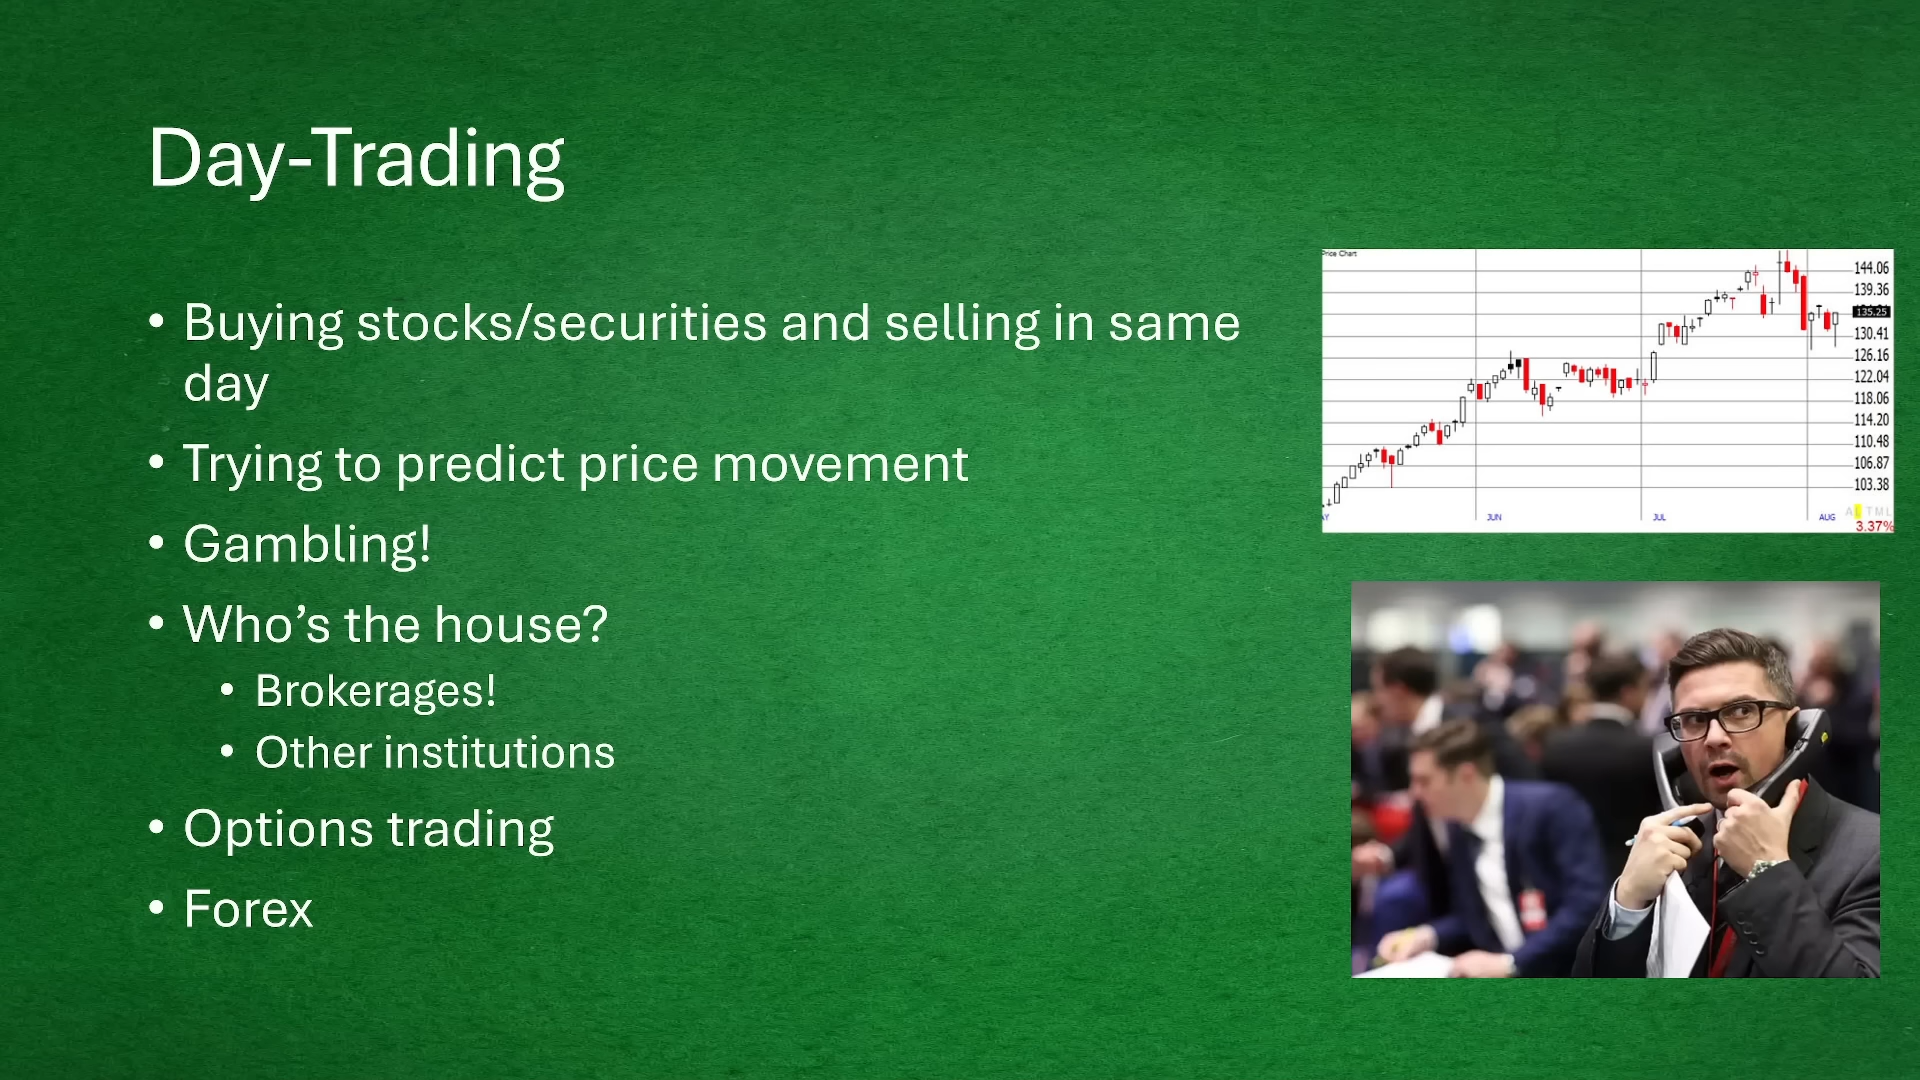 Day-Trading
• Buying stocks/securities and selling in same
day
• Trying to predict price movement
• Gambling!
• Who’s the house?
• Brokerages!
• Other institutions
• Options trading
• Forex
Price Chart
144.06
139.36
135.25
130.41
126.16
122.04
118.06
114.20
110.48
106.87
103.38
AY JUN JUL AUG
3.37%